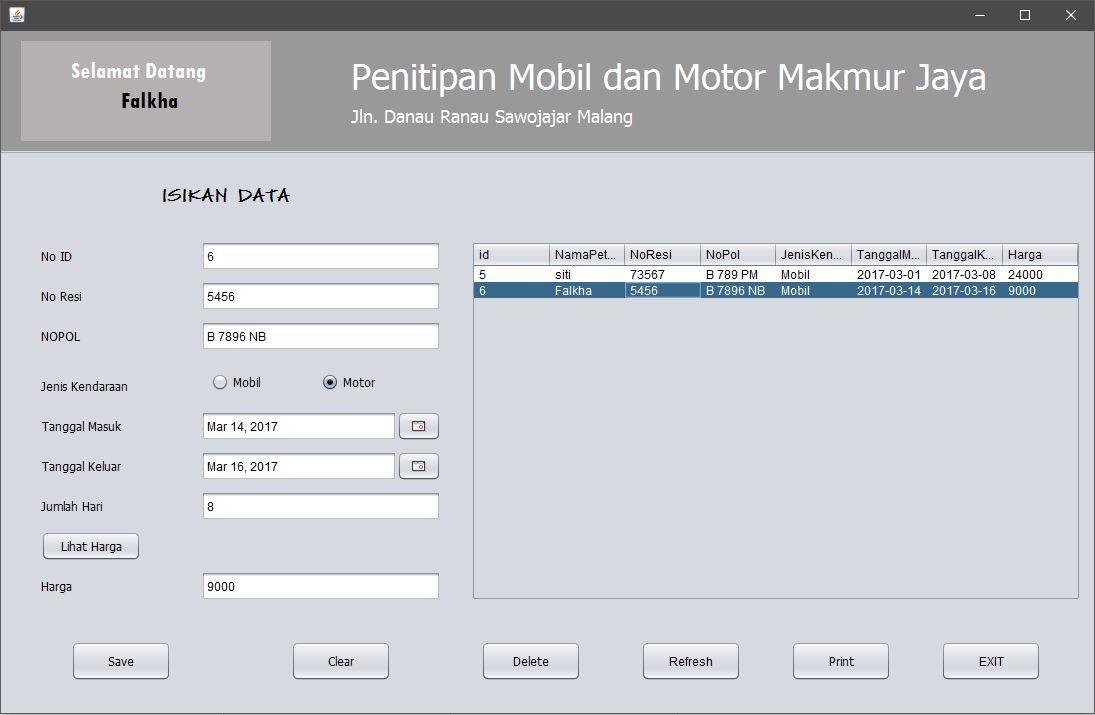 Selamat Datang
Falkha
Penitipan Mobil dan Motor Makmur Jaya
Jln. Danau Ranau Sawojajar Malang
ISIKAN DATA
No ID 6
No Resi 5456
NOPOL B 7896 NB
Jenis Kendaraan Mobil Motor
Tanggal Masuk Mar 14, 2017
Tanggal Keluar Mar 16, 2017
Jumlah Hari 8
Lihat Harga
Harga 9000
id NamaPet... NoResi NoPol JenisKen... TanggalM... TanggalK... Harga
5 siti 73567 B 789 PM Mobil 2017-03-01 2017-03-08 24000
6 Falkha 5456 B 7896 NB Mobil 2017-03-14 2017-03-16 9000
Save Clear Delete Refresh Print EXIT